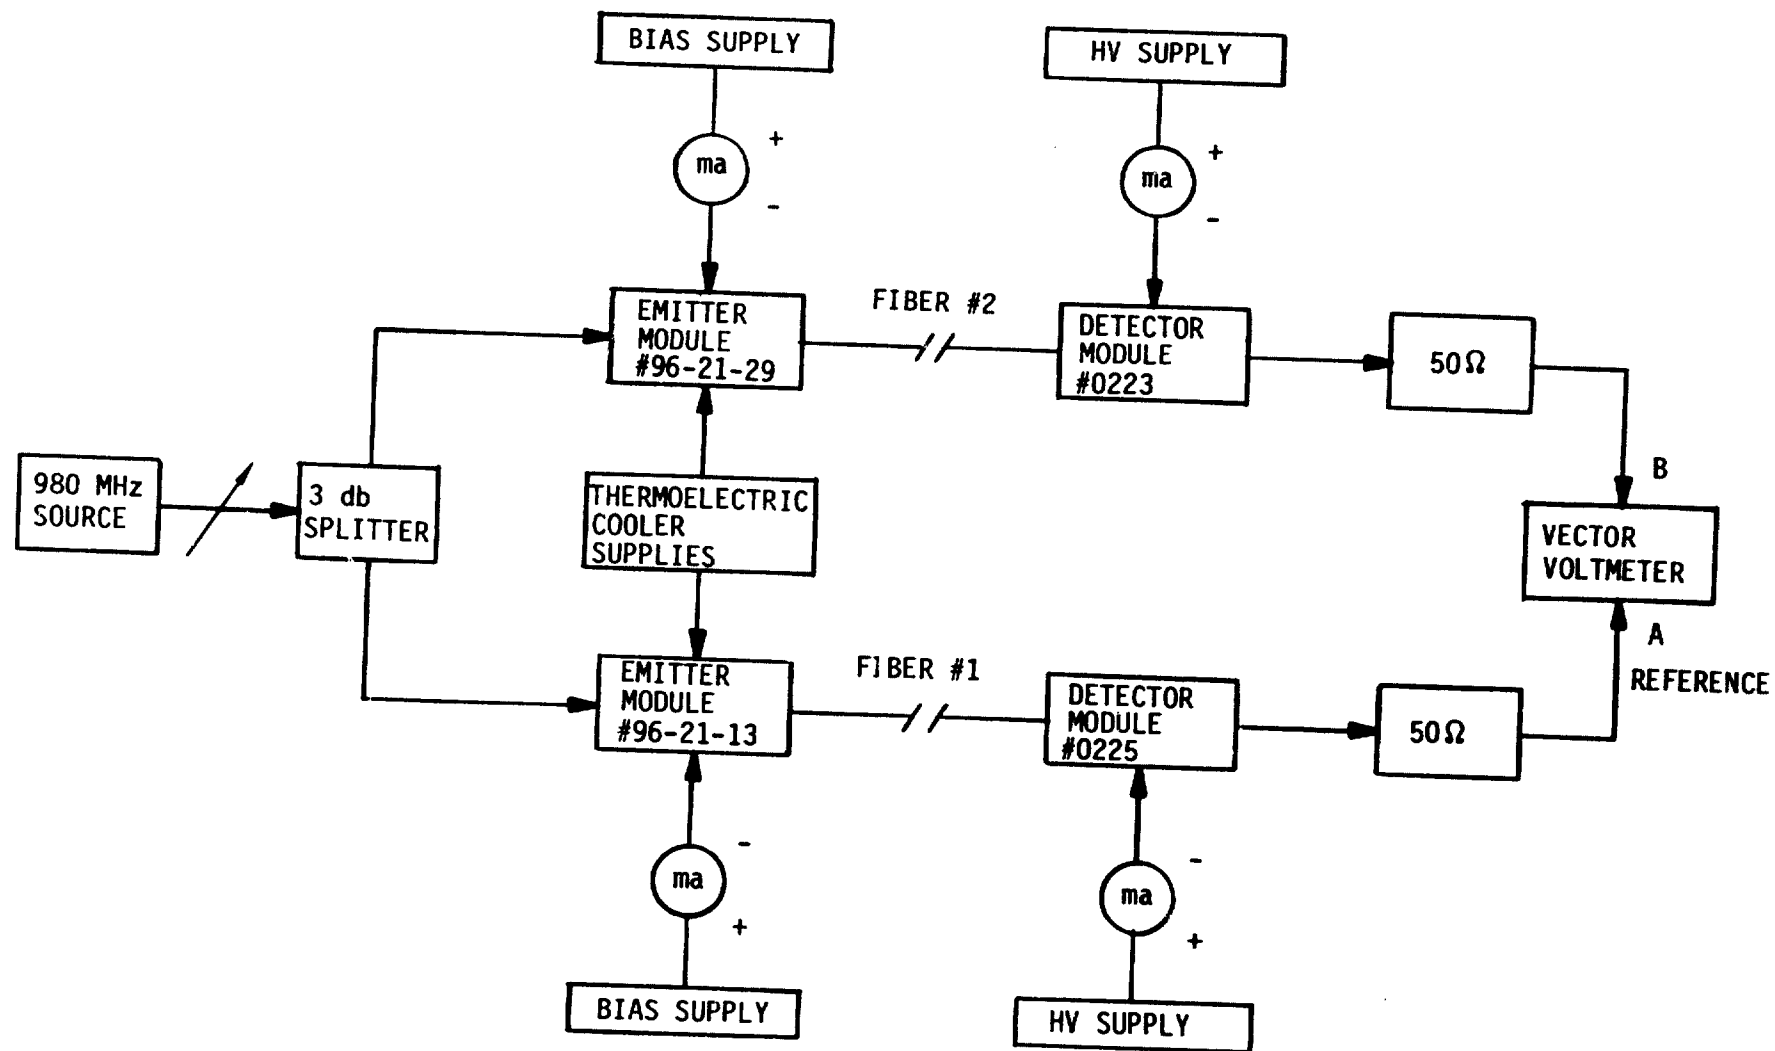 BIAS SUPPLY
HV SUPPLY
+
ma
-
+
ma
-
EMITTER
MODULE
#96-21-29
FIBER #2
DETECTOR
MODULE
#0223
50Ω
980 MHz
SOURCE
3 db
SPLITTER
THERMOELECTRIC
COOLER
SUPPLIES
B
VECTOR
VOLTMETER
A
REFERENCE
EMITTER
MODULE
#96-21-13
FIBER #1
DETECTOR
MODULE
#0225
50Ω
-
ma
+
-
ma
+
BIAS SUPPLY
HV SUPPLY